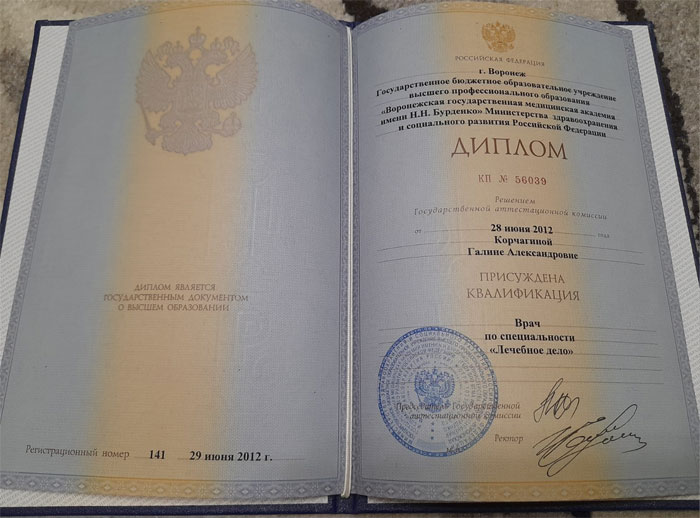 ДИПЛОМ ЯВЛЯЕТСЯ
ГОСУДАРСТВЕННЫМ ДОКУМЕНТОМ
О ВЫСШЕМ ОБРАЗОВАНИИ
Регистрационный номер 141 29 июня 2012 г.
РОССИЙСКАЯ ФЕДЕРАЦИЯ
г. Воронеж
Государственное бюджетное образовательное учреждение
высшего профессионального образования
«Воронежская государственная медицинская академия
имени Н.Н. Бурденко» Министерства здравоохранения
и социального развития Российской Федерации
ДИПЛОМ
КП № 56039
Решением
Государственной аттестационной комиссии
от 28 июня 2012 года
Корчагиной
Галине Александровне
ПРИСУЖДЕНА
КВАЛИФИКАЦИЯ
Врач
по специальности
«Лечебное дело»
Председатель Государственной
аттестационной комиссии
Ректор